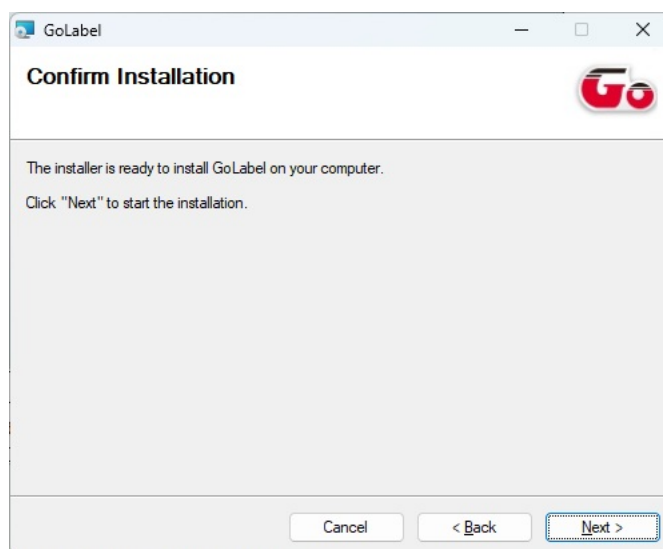 GoLabel
Confirm Installation
Go
The installer is ready to install GoLabel on your computer.
Click "Next" to start the installation.
Cancel
< Back
Next >